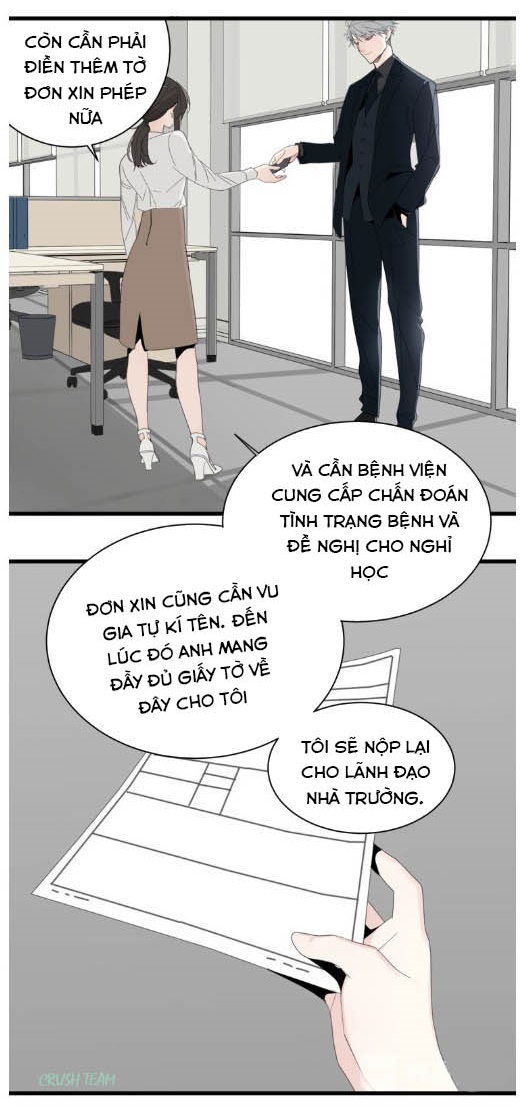 CÒN CẦN PHẢI
ĐIỀN THÊM TỜ
ĐƠN XIN PHÉP
NỮA
VÀ CẦN BỆNH VIỆN
CUNG CẤP CHẨN ĐOÁN
TÌNH TRẠNG BỆNH VÀ
ĐỀ NGHỊ CHO NGHỈ
HỌC
ĐƠN XIN CŨNG CẦN VU
GIA TỰ KÍ TÊN. ĐẾN
LÚC ĐÓ ANH MANG
ĐẦY ĐỦ GIẤY TỜ VỀ
ĐÂY CHO TÔI
TÔI SẼ NỘP LẠI
CHO LÃNH ĐẠO
NHÀ TRƯỜNG.
CRUSH TEAM